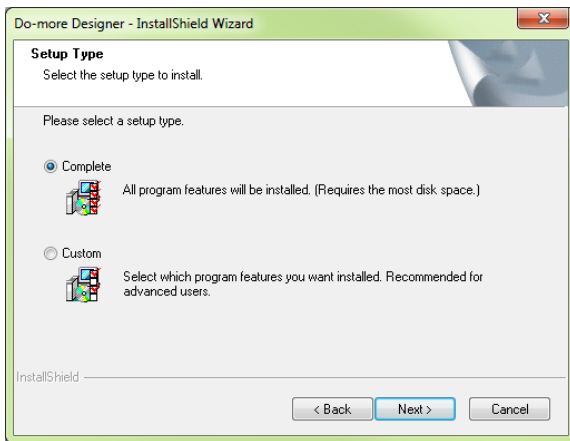 Do-more Designer - InstallShield Wizard
Setup Type
Select the setup type to install.
Please select a setup type.
Complete
All program features will be installed. (Requires the most disk space.)
Custom
Select which program features you want installed. Recommended for
advanced users.
InstallShield
< Back
Next >
Cancel